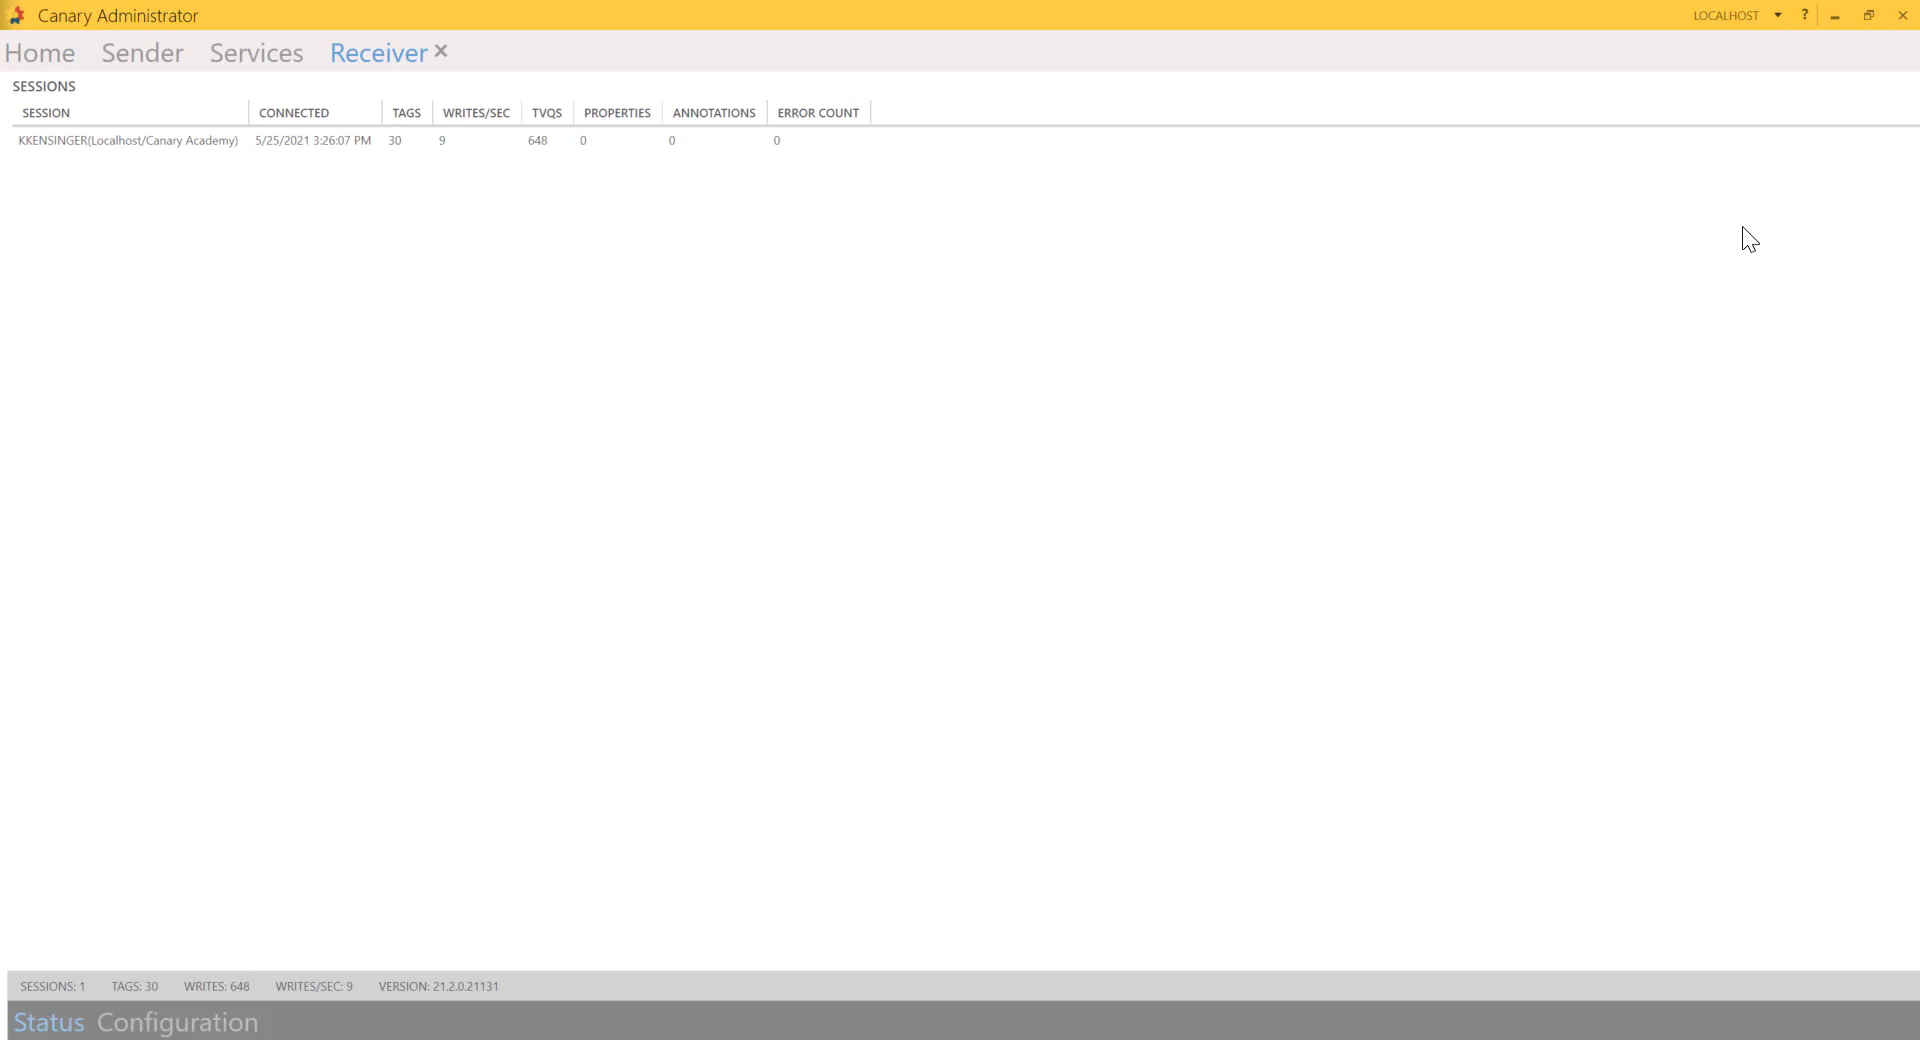 Canary Administrator LOCALHOST ?
Home Sender Services Receiver
SESSIONS
SESSION CONNECTED TAGS WRITES/SEC TVQS PROPERTIES ANNOTATIONS ERROR COUNT
KKENSINGER(Localhost/Canary Academy) 5/25/2021 3:26:07 PM 30 9 648 0 0 0
SESSIONS: 1 TAGS: 30 WRITES: 648 WRITES/SEC: 9 VERSION: 21.2.0.21131
Status Configuration